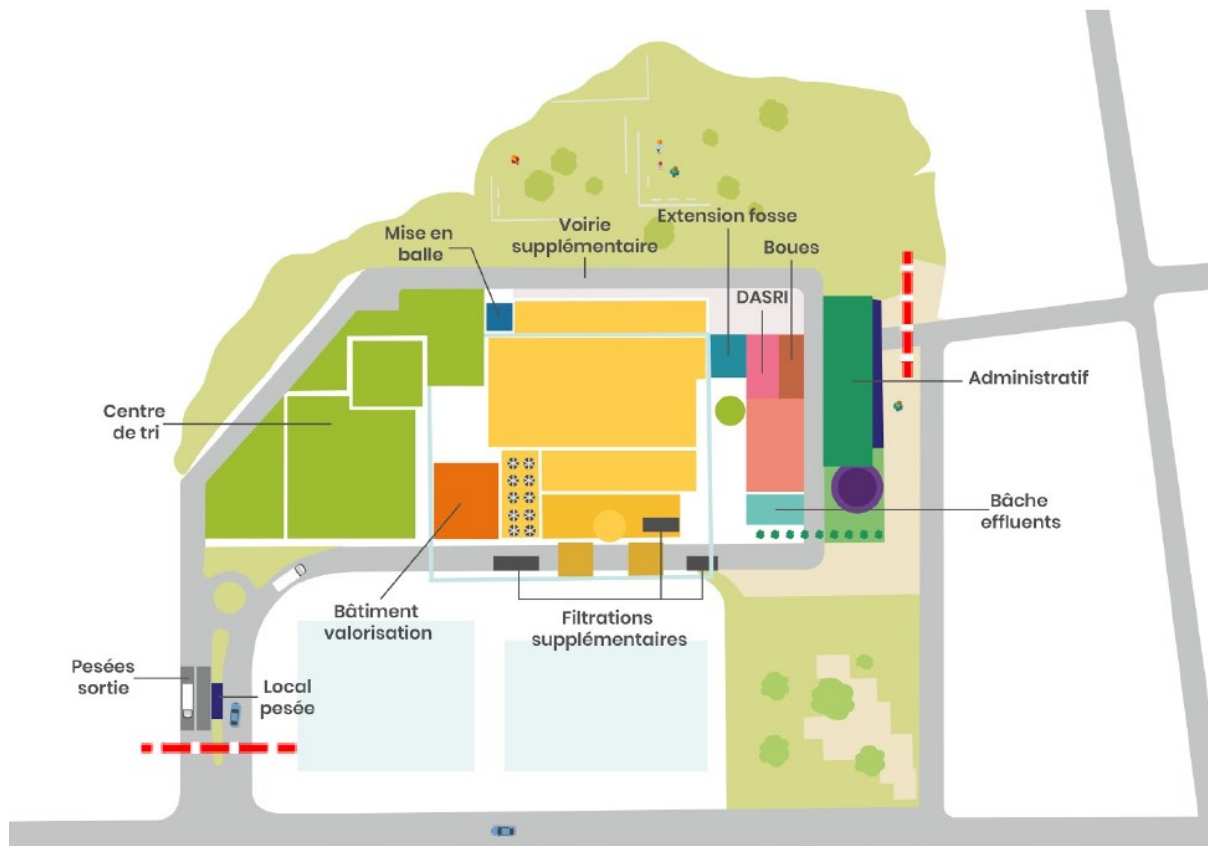 Extension fosse
Voirie
supplémentaire
Mise en
balle
Boues
DASRI
Administratif
Centre
de tri
Bâche
effluents
Bâtiment
valorisation
Filtrations
supplémentaires
Pesées
sortie
Local
pesée